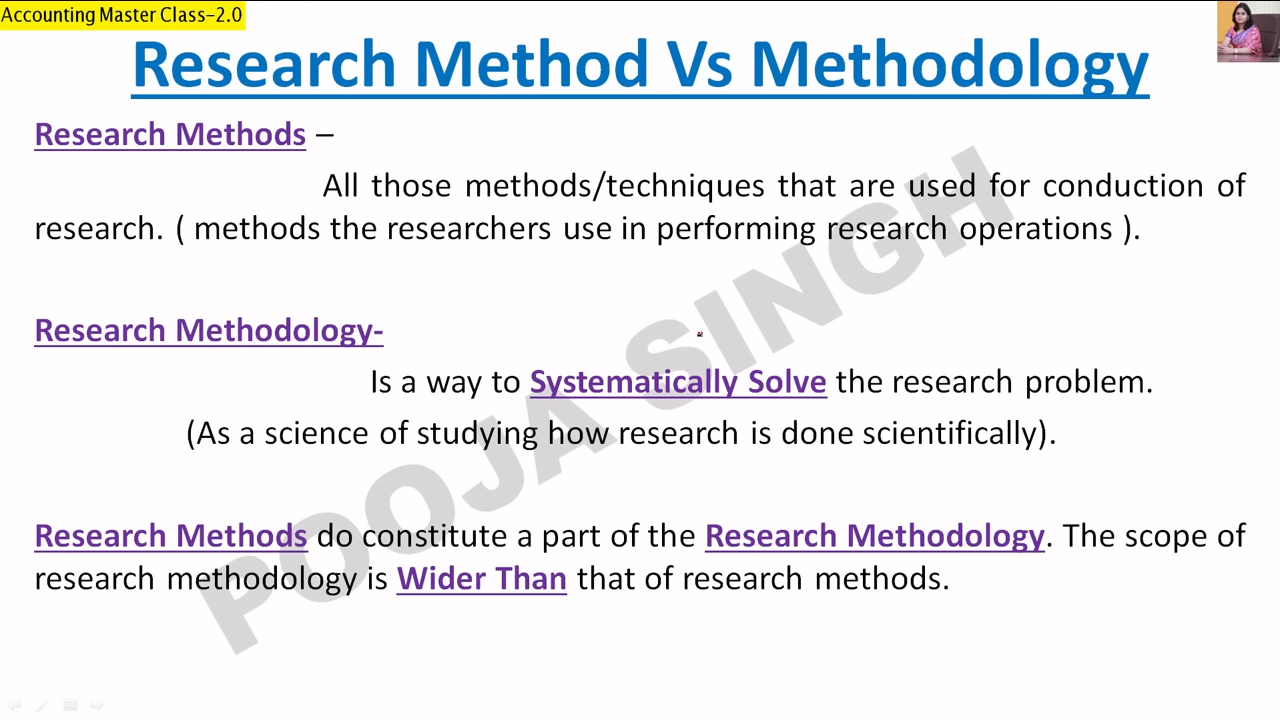 Accounting Master Class-2.0
Research Method Vs Methodology
Research Methods –
All those methods/techniques that are used for conduction of
research. ( methods the researchers use in performing research operations ).
Research Methodology-
Is a way to Systematically Solve the research problem.
(As a science of studying how research is done scientifically).
Research Methods do constitute a part of the Research Methodology. The scope of
research methodology is Wider Than that of research methods.
POOJA SINGH